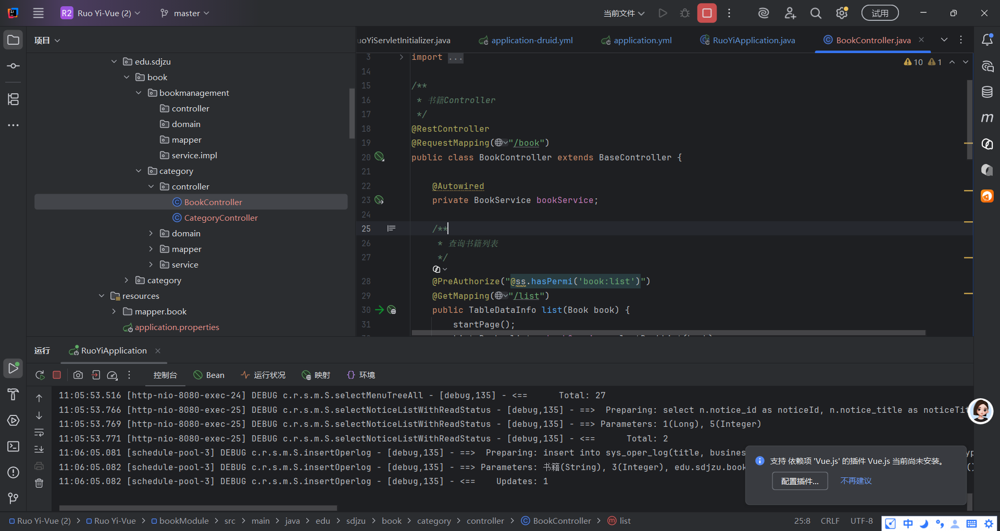 R2 Ruo Yi-Vue (2) master 当前文件 试用
项目
uoYiServletInitializer.java application-druid.yml application.yml RuoYiApplication.java BookController.java
edu.sdjzu
book
bookmanagement
controller
domain
mapper
service.impl
category
controller
BookController
CategoryController
domain
mapper
service
category
resources
mapper.book
application.properties
10 1
3 import ...
14
15 /**
16 * 书籍Controller
17 */
18 @RestController
19 @RequestMapping("/book")
20 public class BookController extends BaseController {
21
22 @Autowired
23 private BookService bookService;
24
25 /**
26 * 查询书籍列表
27 */
28 @PreAuthorize("@ss.hasPermi('book:list')")
29 @GetMapping("/list")
30 public TableDataInfo list(Book book) {
31 startPage();
运行 RuoYiApplication
控制台 Bean 运行状况 映射 环境
11:05:53.516 [http-nio-8080-exec-24] DEBUG c.r.s.m.S.selectMenuTreeAll - [debug,135] - <== Total: 27
11:05:53.766 [http-nio-8080-exec-25] DEBUG c.r.s.m.S.selectNoticeListWithReadStatus - [debug,135] - ==> Preparing: select n.notice_id as noticeId, n.notice_title as noticeTit
11:05:53.769 [http-nio-8080-exec-25] DEBUG c.r.s.m.S.selectNoticeListWithReadStatus - [debug,135] - ==> Parameters: 1(Long), 5(Integer)
11:05:53.771 [http-nio-8080-exec-25] DEBUG c.r.s.m.S.selectNoticeListWithReadStatus - [debug,135] - <== Total: 2
11:06:05.081 [schedule-pool-3] DEBUG c.r.s.m.S.insertOperlog - [debug,135] - ==> Preparing: insert into sys_oper_log(title, busines
11:06:05.082 [schedule-pool-3] DEBUG c.r.s.m.S.insertOperlog - [debug,135] - ==> Parameters: 书籍(String), 3(Integer), edu.sdjzu.book
11:06:05.082 [schedule-pool-3] DEBUG c.r.s.m.S.insertOperlog - [debug,135] - <== Updates: 1
支持 依赖项 'Vue.js' 的插件 Vue.js 当前尚未安装。
配置插件... 不再建议
Ruo Yi-Vue (2) > Ruo Yi-Vue > bookModule > src > main > java > edu > sdjzu > book > category > controller > BookController > list 25:8 CRLF UTF-8
中